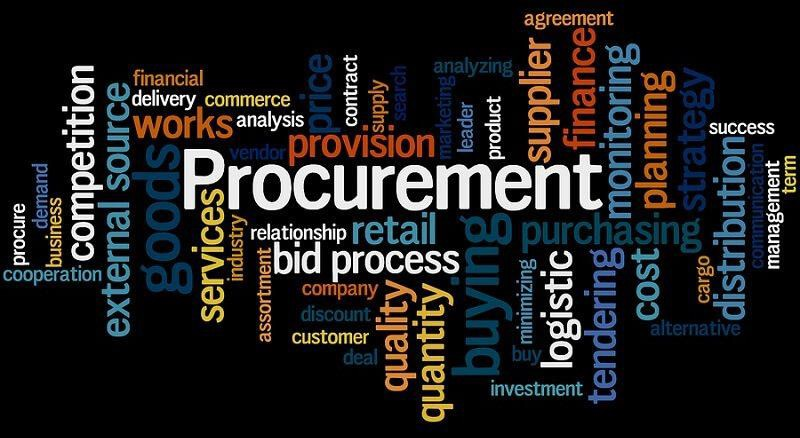 agreement
financial
delivery
commerce
works
analysis
price
contract
supply
search
analyzing
marketing
leader
product
supplier
finance
monitoring
planning
strategy
success
competition
external source
goods
vendor
provision
Procurement
procure
demand
business
cooperation
services
industry
relationship
retail
bid process
assortment
company
discount
customer
deal
quality
quantity
buying
purchasing
minimizing
buy
logistic
investment
tendering
cost
cargo
alternative
distribution
communication
management
term